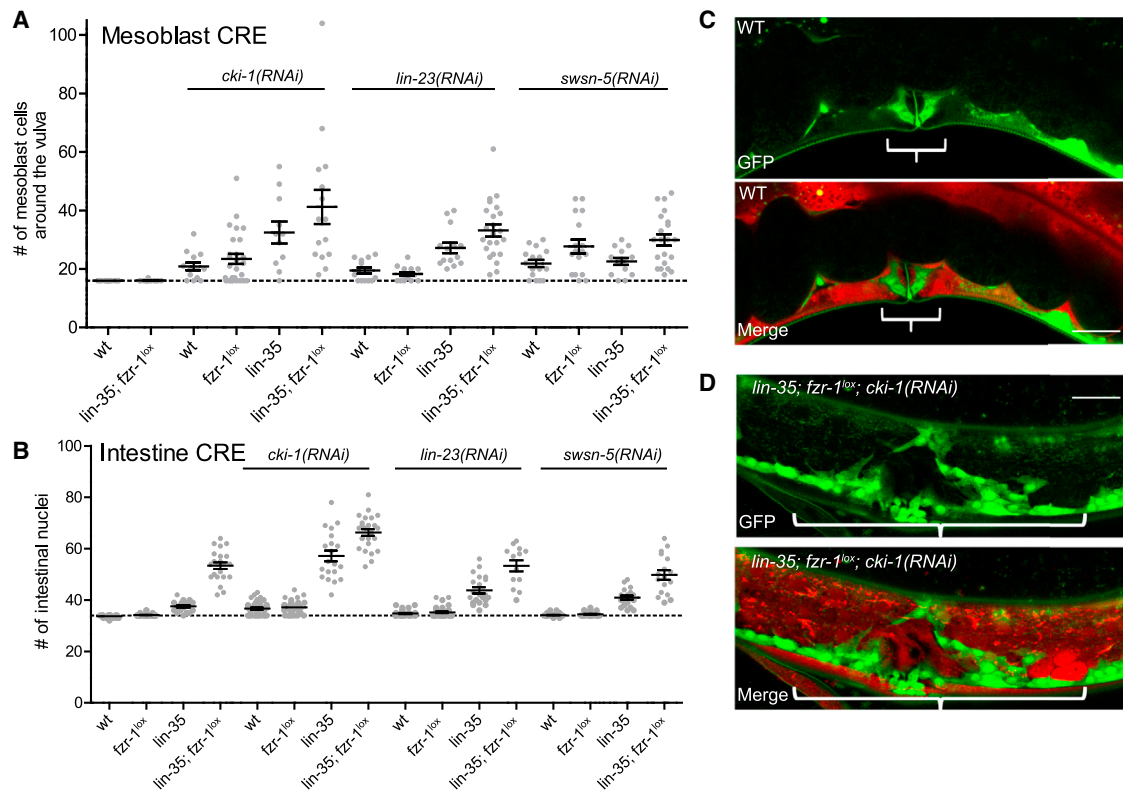 A
Mesoblast CRE
# of mesoblast cells
around the vulva
100
80
60
40
20
0
cki-1(RNAi)
lin-23(RNAi)
swsn-5(RNAi)
wt
lin-35; fzr-1lox
wt
fzr-1lox
lin-35
lin-35; fzr-1lox
wt
fzr-1lox
lin-35
lin-35; fzr-1lox
wt
fzr-1lox
lin-35
lin-35; fzr-1lox
B
Intestine CRE
# of intestinal nuclei
100
80
60
40
20
0
cki-1(RNAi)
lin-23(RNAi)
swsn-5(RNAi)
wt
fzr-1lox
lin-35
lin-35; fzr-1lox
wt
fzr-1lox
lin-35
lin-35; fzr-1lox
wt
fzr-1lox
lin-35
lin-35; fzr-1lox
wt
fzr-1lox
lin-35
lin-35; fzr-1lox
C
WT
GFP
WT
Merge
D
lin-35; fzr-1lox; cki-1(RNAi)
GFP
lin-35; fzr-1lox; cki-1(RNAi)
Merge